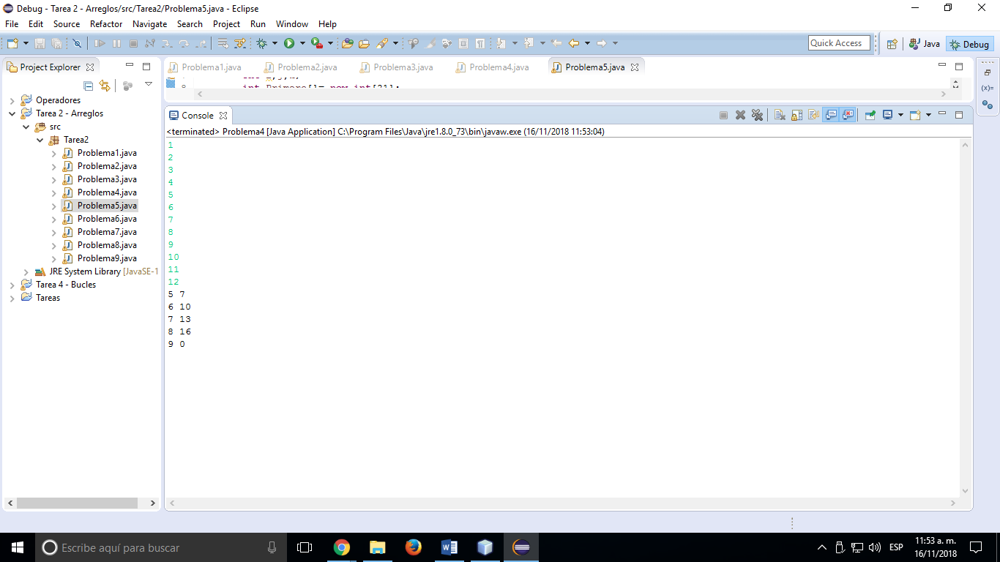 Debug - Tarea 2 - Arreglos/src/Tarea2/Problema5.java - Eclipse
File Edit Source Refactor Navigate Search Project Run Window Help
Quick Access
Java
Debug
Project Explorer
Operadores
Tarea 2 - Arreglos
src
Tarea2
Problema1.java
Problema2.java
Problema3.java
Problema4.java
Problema5.java
Problema6.java
Problema7.java
Problema8.java
Problema9.java
JRE System Library [JavaSE-1
Tarea 4 - Bucles
Tareas
Problema1.java Problema2.java Problema3.java Problema4.java Problema5.java
int Primero[]= new int[21];
Console
<terminated> Problema4 [Java Application] C:\Program Files\Java\jre1.8.0_73\bin\javaw.exe (16/11/2018 11:53:04)
1
2
3
4
5
6
7
8
9
10
11
12
5 7
6 10
7 13
8 16
9 0
(x)=
Escribe aquí para buscar
ESP
11:53 a. m.
16/11/2018